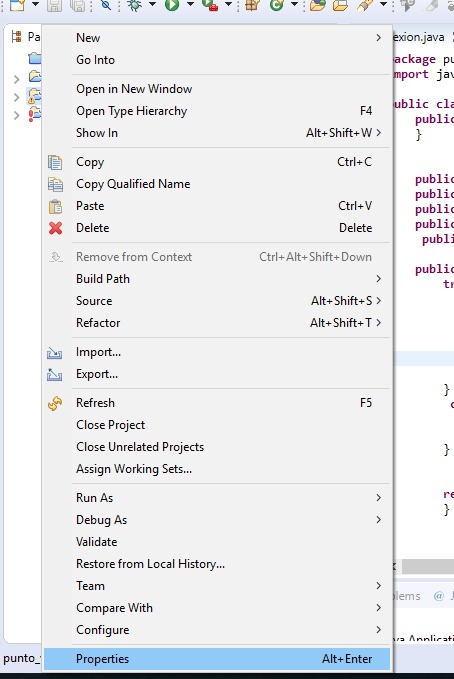 Pa
New
Go Into
Open in New Window
Open Type Hierarchy F4
Show In Alt+Shift+W
Copy Ctrl+C
Copy Qualified Name
Paste Ctrl+V
Delete Delete
Remove from Context Ctrl+Alt+Shift+Down
Build Path
Source Alt+Shift+S
Refactor Alt+Shift+T
Import...
Export...
Refresh F5
Close Project
Close Unrelated Projects
Assign Working Sets...
Run As
Debug As
Validate
Restore from Local History...
Team
Compare With
Configure
Properties Alt+Enter
punto_
exion.java
ackage pu
mport jav
ublic cla
public
}
public
public
public
public
public
public
tr
}
c
}
re
}
blems @ J
va Applicati